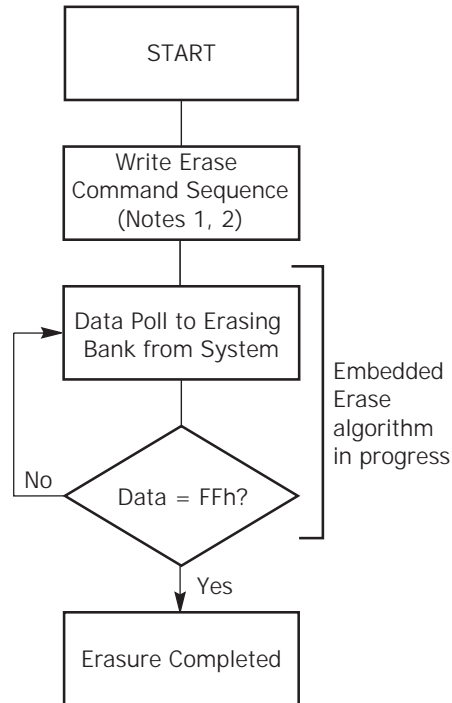 START
Write Erase
Command Sequence
(Notes 1, 2)
Data Poll to Erasing
Bank from System
Embedded
Erase
algorithm
in progress
No
Data = FFh?
Yes
Erasure Completed